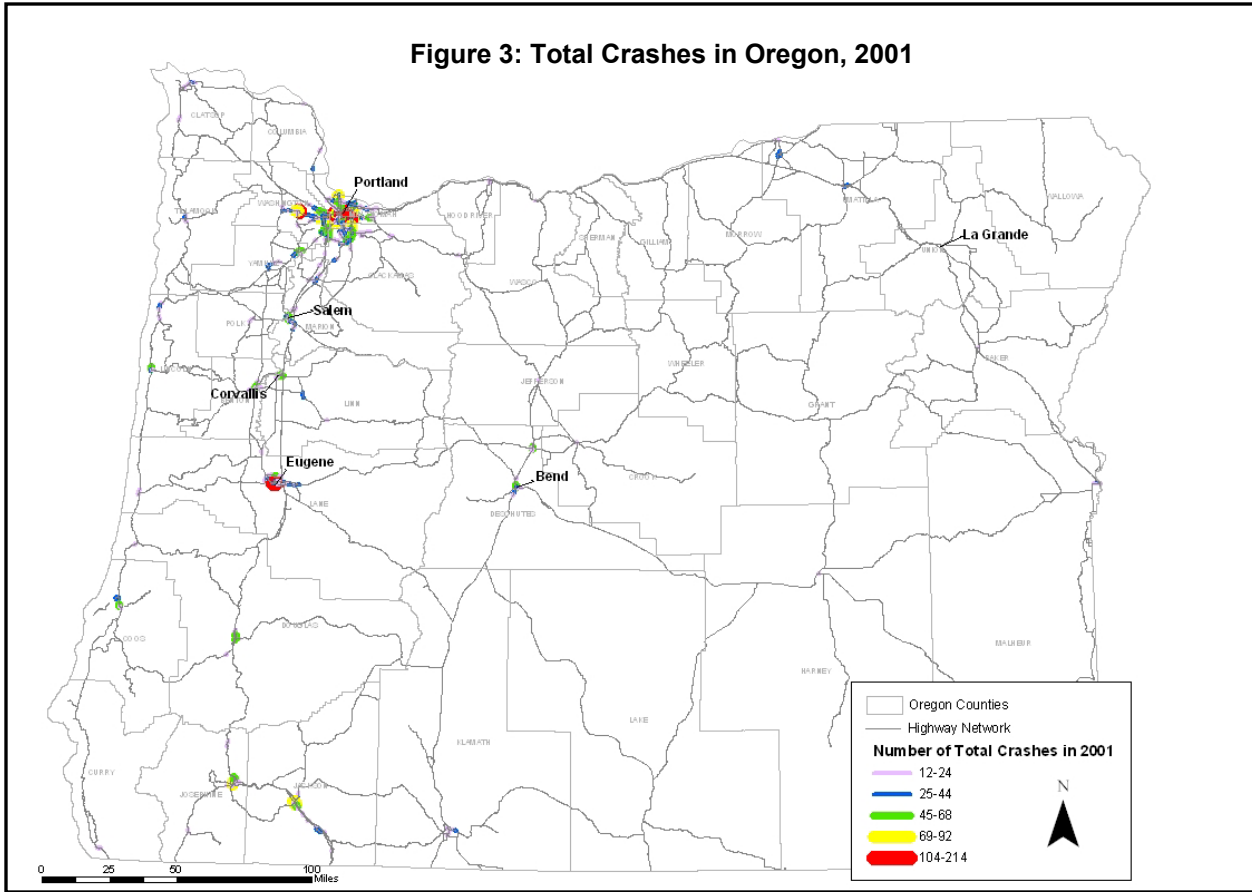 Figure 3: Total Crashes in Oregon, 2001
CLATSOP
COLUMBIA
Portland
WASHINGTON
TILLAMOOK
HOOD RIVER
WALLOWA
UMATILLA
La Grande
UNION
SHERMAN
GILLIAM
MORROW
YAMHILL
CLACKAMAS
WASCO
Salem
POLK
MARION
WHEELER
BAKER
LINCOLN
JEFFERSON
Corvallis
BENTON
LINN
GRANT
Eugene
Bend
CROOK
LANE
DESCHUTES
COOS
DOUGLAS
MALHEUR
HARNEY
LAKE
KLAMATH
CURRY
JOSEPHINE
JACKSON
Oregon Counties
Highway Network
Number of Total Crashes in 2001
12-24
25-44
45-68
69-92
104-214
N
0 25 50 100
Miles